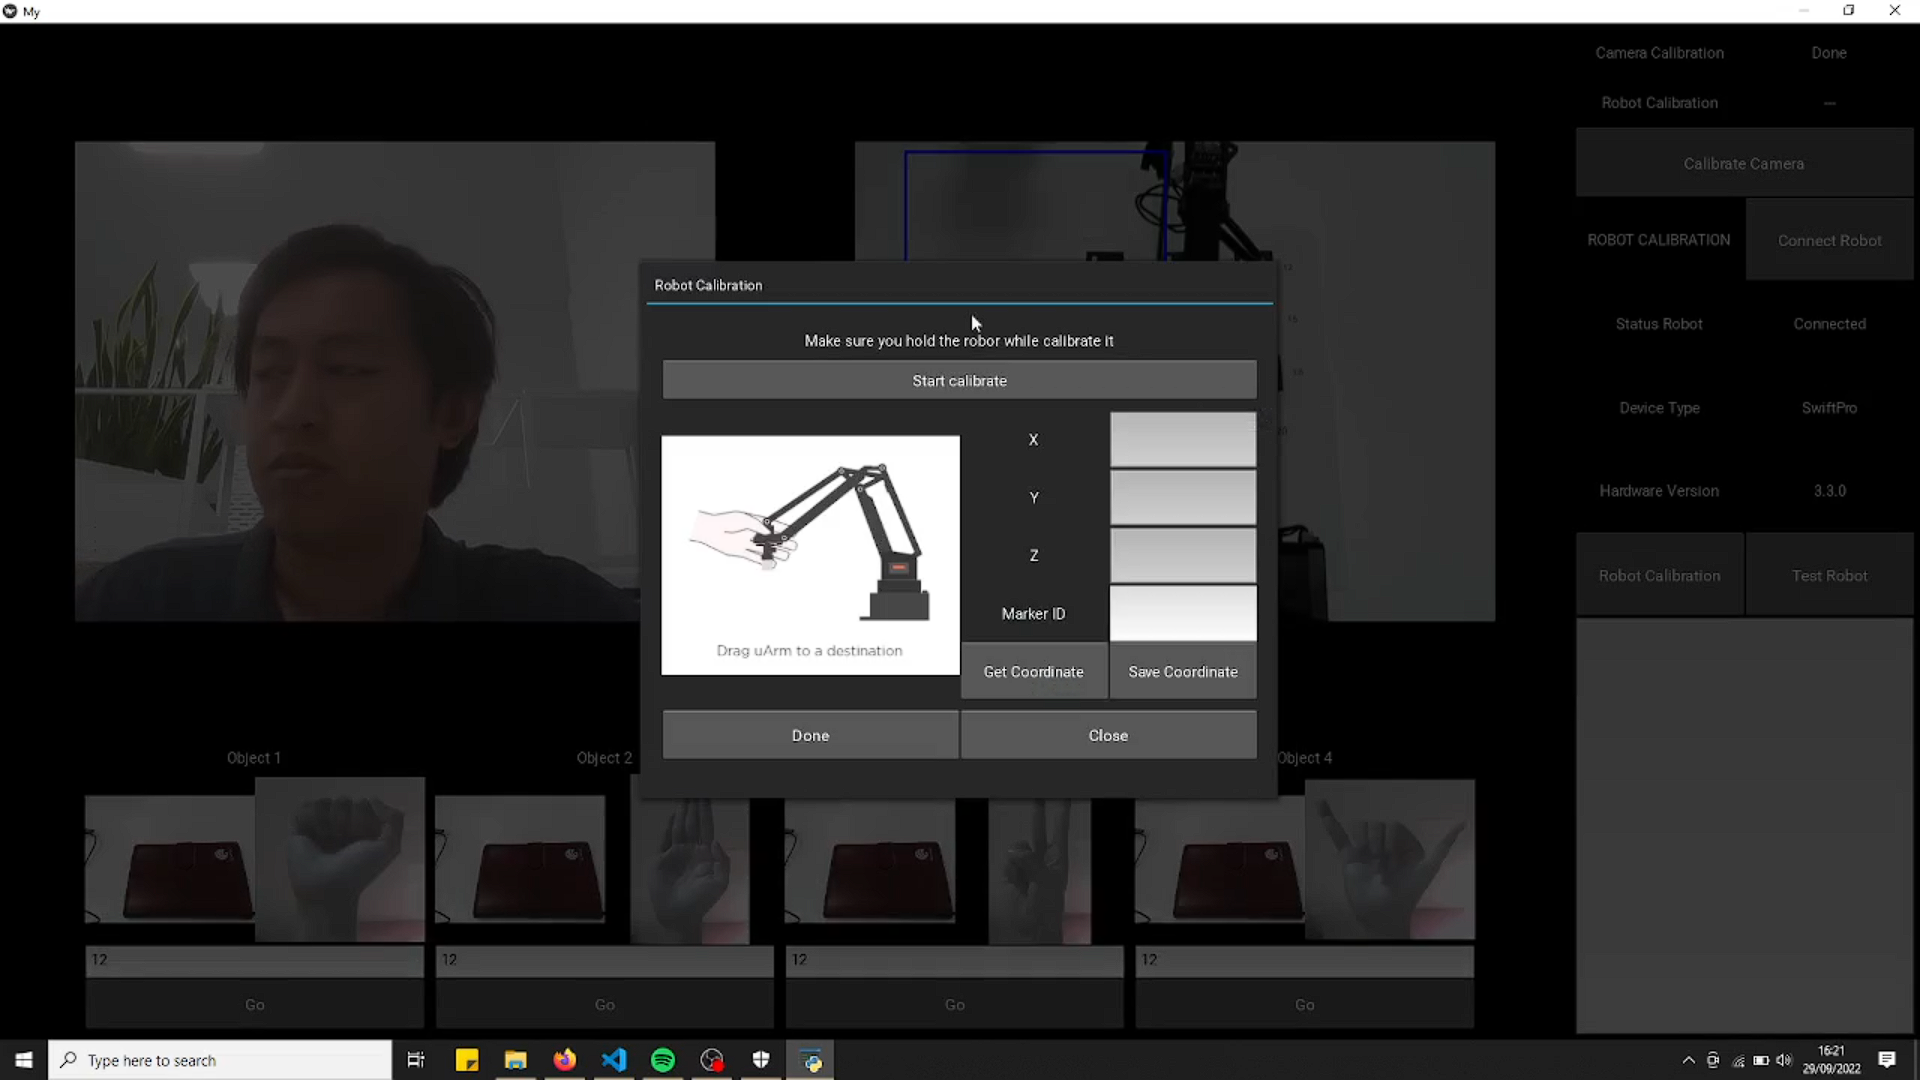 My
Camera Calibration Done
Robot Calibration ---
Calibrate Camera
ROBOT CALIBRATION Connect Robot
Status Robot Connected
Device Type SwiftPro
Hardware Version 3.3.0
Robot Calibration Test Robot
Robot Calibration
Make sure you hold the robor while calibrate it
Start calibrate
X
Y
Z
Marker ID
Drag uArm to a destination
Get Coordinate Save Coordinate
Done Close
Object 1 Object 2 Object 4
12 12 12 12
Go Go Go Go
Type here to search
16:21
29/09/2022